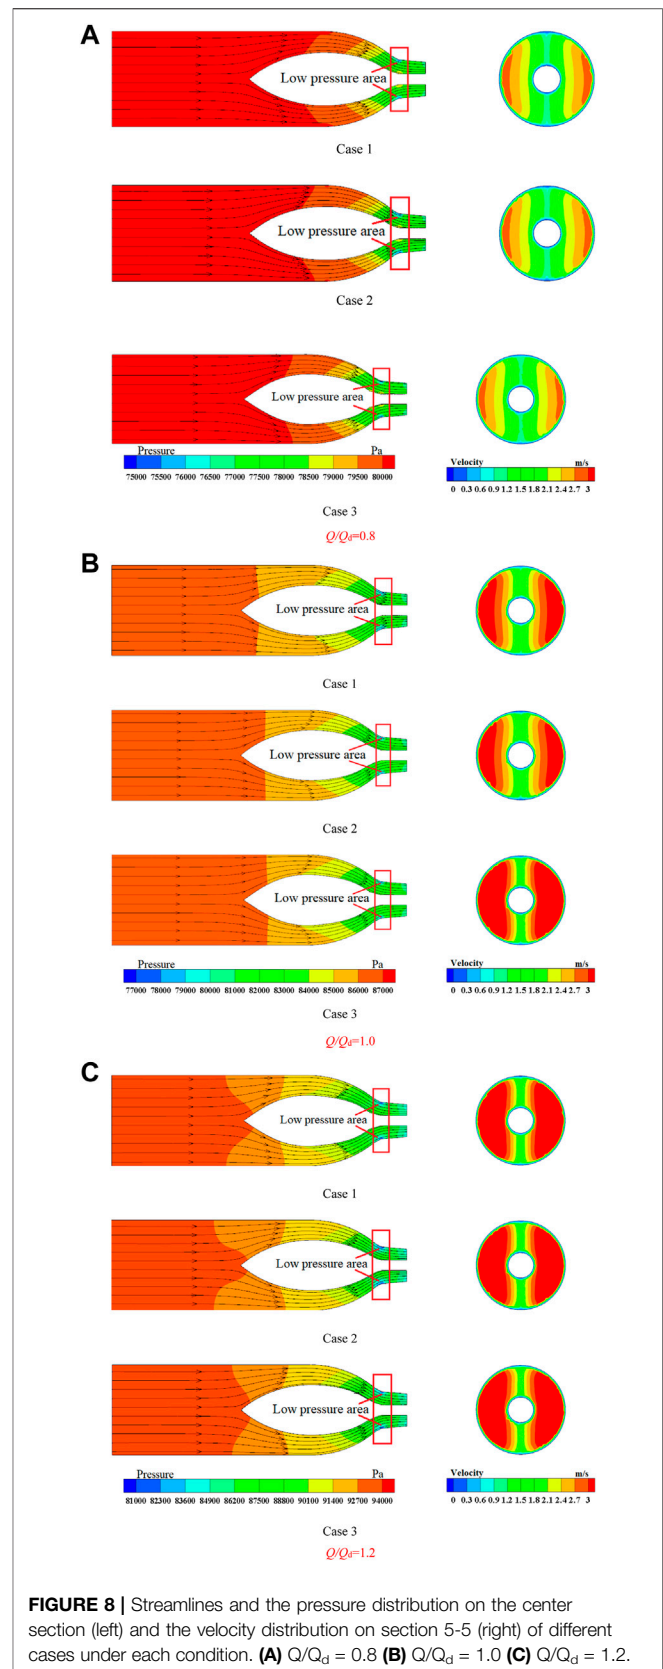 A
Low pressure area
Case 1
Low pressure area
Case 2
Low pressure area
Pressure Pa
75000 75500 76000 77000 77500 78000 78500 79000 79500 80000
Velocity m/s
0 0.3 0.6 0.9 1.2 1.5 1.8 2.1 2.4 2.7 3
Case 3
Q/Qd=0.8
B
Low pressure area
Case 1
Low pressure area
Case 2
Low pressure area
Pressure Pa
77000 78000 79000 80000 81000 82000 83000 84000 85000 86000 87000
Velocity m/s
0 0.3 0.6 0.9 1.2 1.5 1.8 2.1 2.4 2.7 3
Case 3
Q/Qd=1.0
C
Low pressure area
Case 1
Low pressure area
Case 2
Low pressure area
Pressure Pa
81000 82300 83600 84900 86200 87500 88800 90100 91400 92700 94000
Velocity m/s
0 0.3 0.6 0.9 1.2 1.5 1.8 2.1 2.4 2.7 3
Case 3
Q/Qd=1.2
FIGURE 8 | Streamlines and the pressure distribution on the center
section (left) and the velocity distribution on section 5-5 (right) of different
cases under each condition. (A) Q/Qd = 0.8 (B) Q/Qd = 1.0 (C) Q/Qd = 1.2.